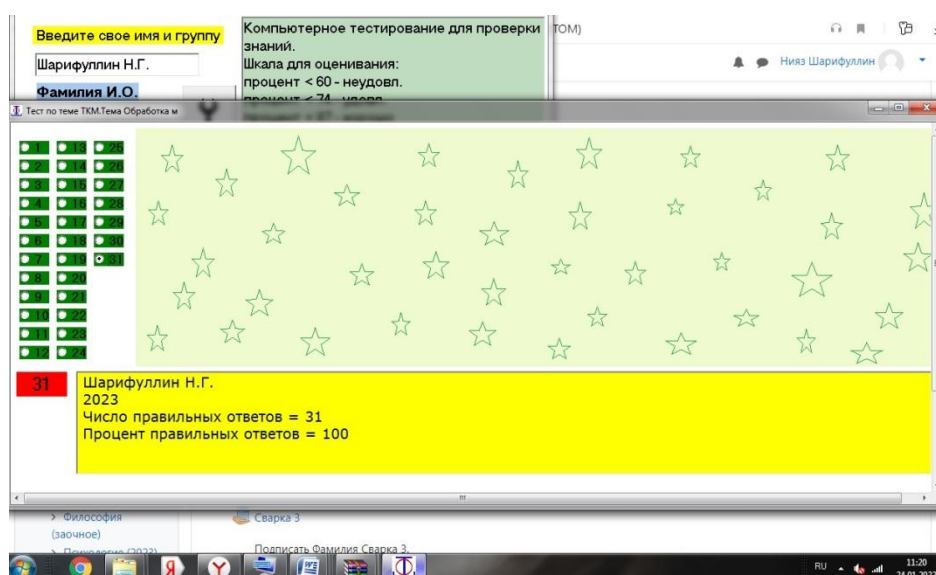 Введите свое имя и группу
Шарифуллин Н.Г.
Фамилия И.О.
Компьютерное тестирование для проверки
знаний.
Шкала для оценивания:
процент < 60 - неудовл.
ТОМ)
Нияз Шарифуллин
Тест по теме ТКМ.Тема Обработка м
1 13 25
2 14 26
3 15 27
4 16 28
5 17 29
6 18 30
7 19 31
8 20
9 21
10 22
11 23
12 24
31
Шарифуллин Н.Г.
2023
Число правильных ответов = 31
Процент правильных ответов = 100
Философия
(заочное)
Психология (2023)
Сварка 3
Подписать Фамилия Сварка 3.
RU
11:20